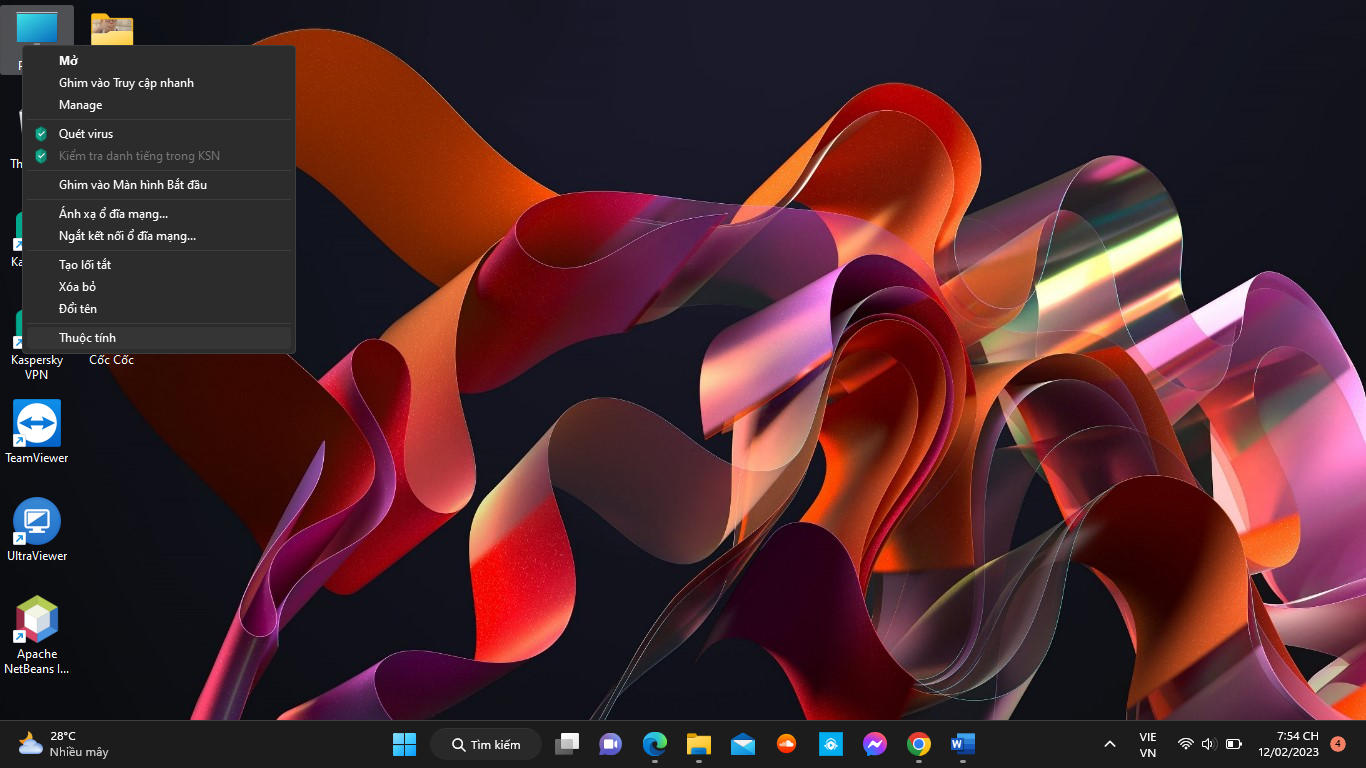 Mở
Ghim vào Truy cập nhanh
Manage
Quét virus
Kiểm tra danh tiếng trong KSN
Ghim vào Màn hình Bắt đầu
Ánh xạ ổ đĩa mạng...
Ngắt kết nối ổ đĩa mạng...
Tạo lối tắt
Xóa bỏ
Đổi tên
Thuộc tính
Kaspersky
VPN
Cốc Cốc
TeamViewer
UltraViewer
Apache
NetBeans I...
28°C
Nhiều mây
Tìm kiếm
VIE
VN
7:54 CH
12/02/2023
4